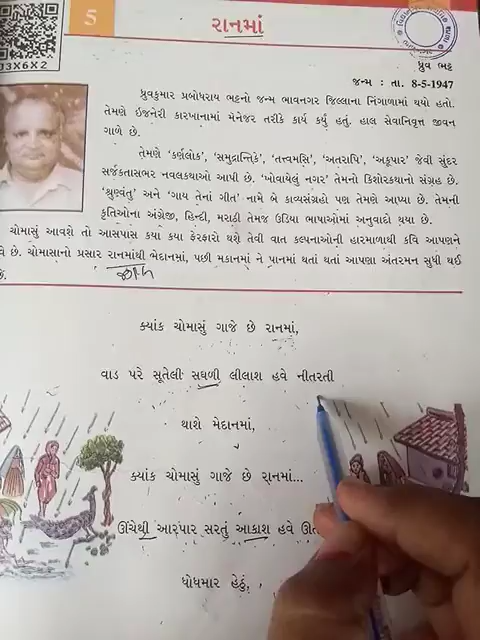 J3X6X2
5
રાનમાં
ધ્રુવ ભટ્ટ
જન્મ : તા. 8-5-1947
ધ્રુવકુમાર પ્રબોધરાય ભટ્ટનો જન્મ ભાવનગર જિલ્લાના નિંગાળામાં થયો હતો.
તેમણે ઇજનેરી કારખાનામાં મેનેજર તરીકે કાર્ય કર્યું હતું. હાલ સેવાનિવૃત્ત જીવન
ગાળે છે.
તેમણે ‘કર્ણલોક’, ‘સમુદ્રાન્તિકે’, ‘તત્ત્વમસિ’, ‘અતરાપિ’, ‘અકૂપાર’ જેવી સુંદર
સર્જકતાસભર નવલકથાઓ આપી છે. ‘ખોવાયેલું નગર’ તેમનો કિશોરકથાનો સંગ્રહ છે.
‘શ્રુણ્વંતુ’ અને ‘ગાય તેનાં ગીત’ નામે બે કાવ્યસંગ્રહો પણ તેમણે આપ્યા છે. તેમની
કૃતિઓના અંગ્રેજી, હિન્દી, મરાઠી તેમજ ઉડિયા ભાષાઓમાં અનુવાદો થયા છે.
ચોમાસું આવશે તો આસપાસ કયા કયા ફેરફારો થશે તેવી વાત કલ્પનાઓની હારમાળાથી કવિ આપણને
વે છે. ચોમાસાનો પ્રસાર રાનમાંથી મેદાનમાં, પછી મકાનમાં ને પાનમાં થતાં થતાં આપણા અંતરમન સુધી થઈ
છે.
ક્યાંક ચોમાસું ગાજે છે રાનમાં,
વાડ પરે સૂતેલી સઘળી લીલાશ હવે નીતરતી
થાશે મેદાનમાં,
ક્યાંક ચોમાસું ગાજે છે રાનમાં...
ઊંચેથી આરપાર સરતું આકાશ હવે ઊત
ધોધમાર હેઠું,